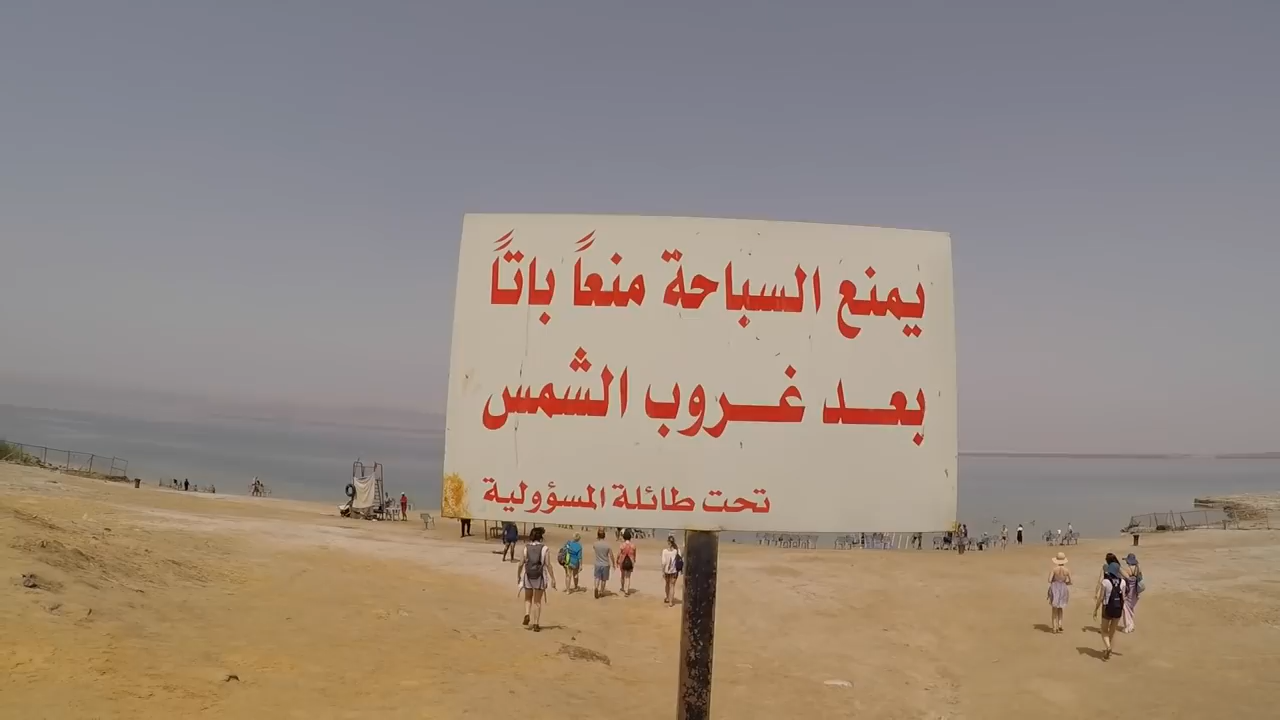 يمنع السباحة منعاً باتاً
بعد غروب الشمس
تحت طائلة المسؤولية